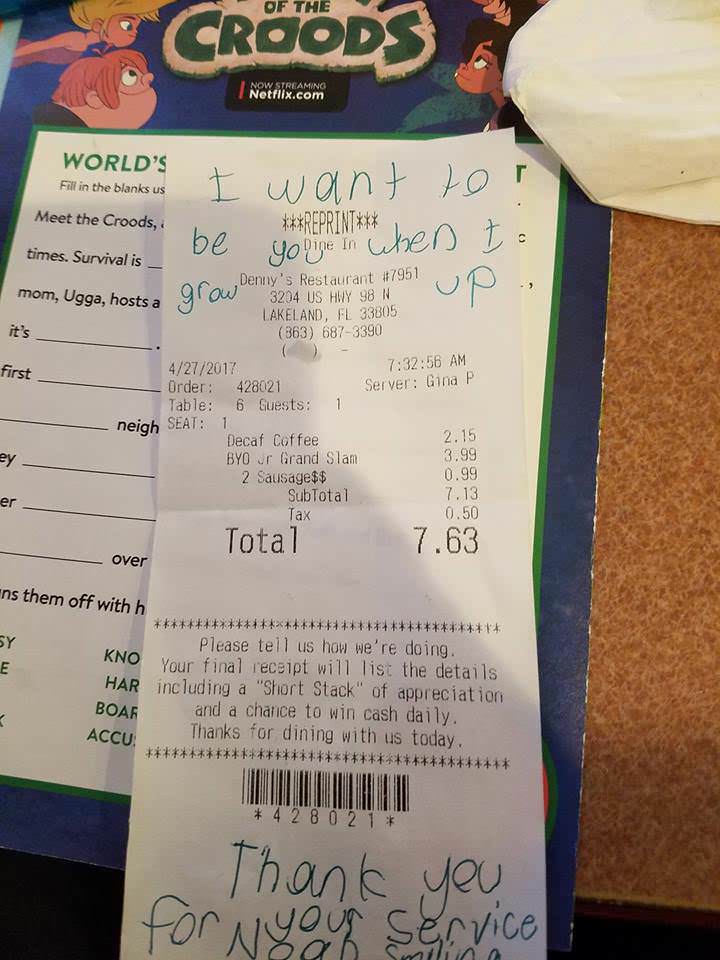 OF THE
CROODS
NOW STREAMING
Netflix.com
WORLD'S
Fill in the blanks us
Meet the Croods,
times. Survival is
mom, Ugga, hosts a
it's
first
neigh
ey
er
over
ns them off with h
SY
E
KNO
HAR
BOAR
ACCU
T
I want to
be you when I
grow up
***REPRINT***
Dine In
Denny's Restaurant #7951
3204 US HWY 98 N
LAKELAND, FL 33805
(863) 687-3390
( ) -
4/27/2017 7:32:56 AM
Order: 428021 Server: Gina P
Table: 6 Guests: 1
SEAT: 1
Decaf Coffee 2.15
BYO Jr Grand Slam 3.99
2 Sausage$$ 0.99
SubTotal 7.13
Tax 0.50
Total 7.63
Please tell us how we're doing.
Your final receipt will list the details
including a "Short Stack" of appreciation
and a chance to win cash daily.
Thanks for dining with us today.
*428021*
Thank you
for your service
Noah Smiling